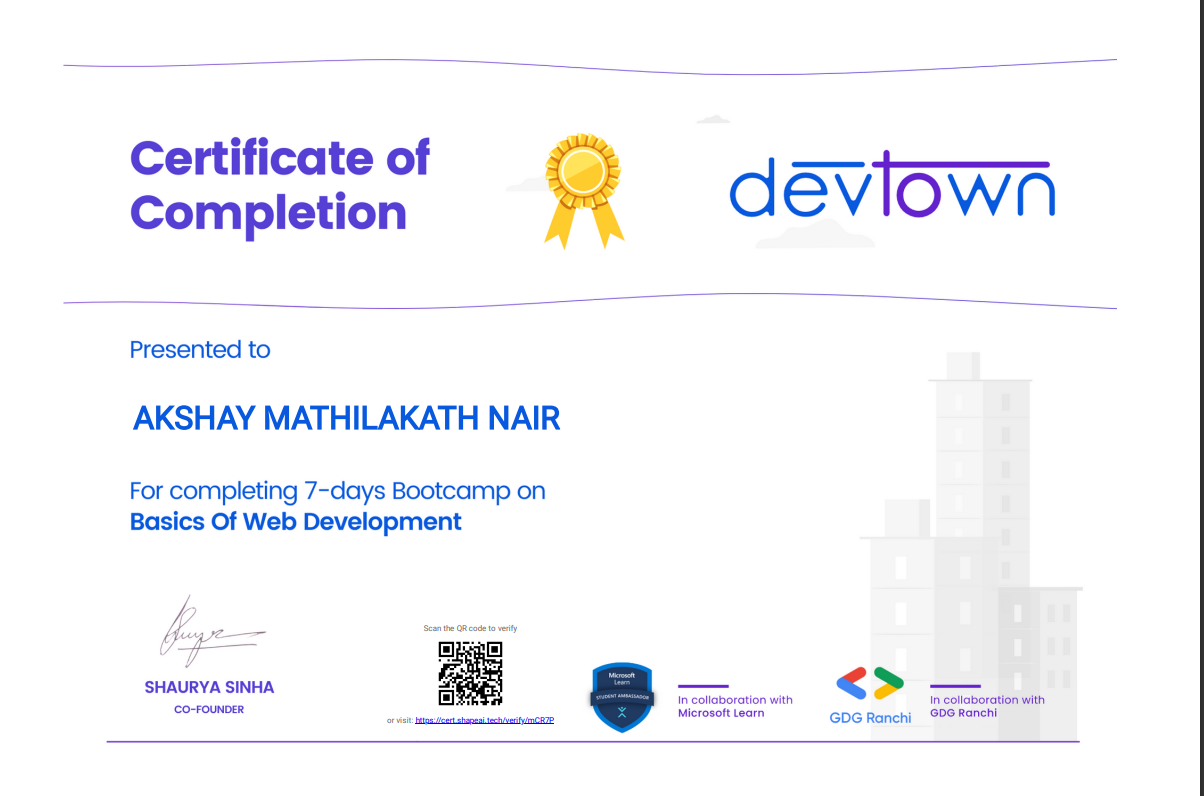 Certificate of
Completion
devtown
Presented to
AKSHAY MATHILAKATH NAIR
For completing 7-days Bootcamp on
Basics Of Web Development
SHAURYA SINHA
CO-FOUNDER
Scan the QR code to verify
or visit: https://cert.shapeai.tech/verify/mCR7P
Microsoft
Learn
STUDENT AMBASSADOR
In collaboration with
Microsoft Learn
GDG Ranchi
In collaboration with
GDG Ranchi